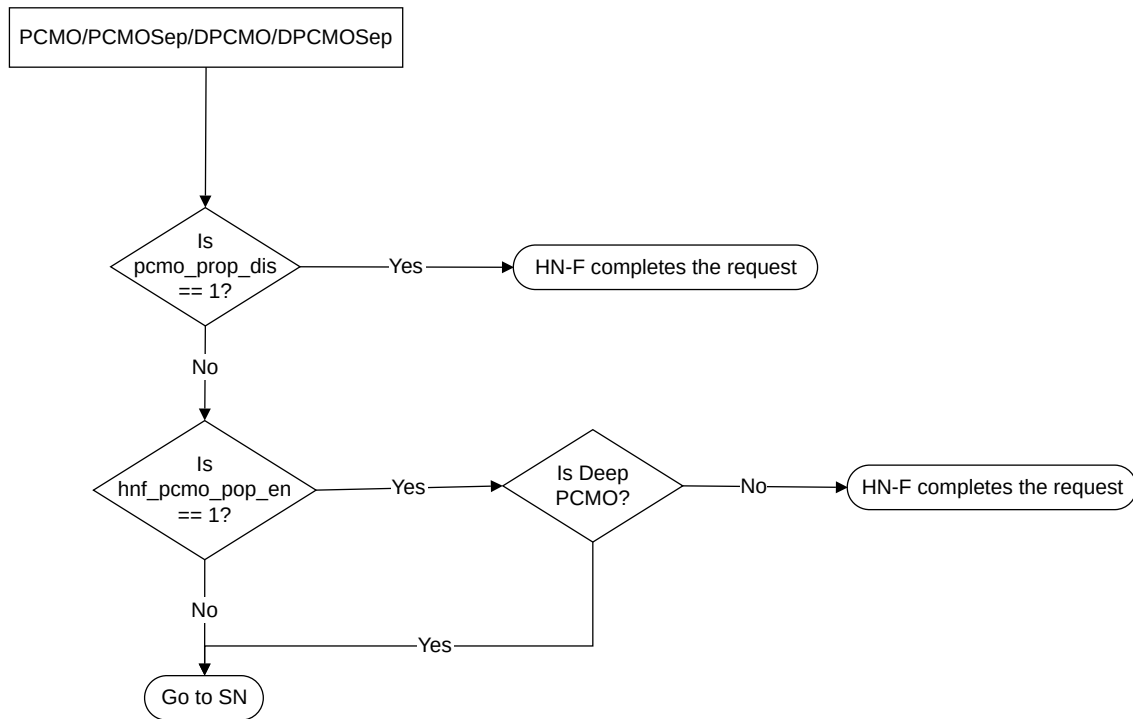 PCMO/PCMOSep/DPCMO/DPCMOSep
Is
pcmo_prop_dis
== 1?
Yes
HN-F completes the request
No
Is
hnf_pcmo_pop_en
== 1?
Yes
Is Deep
PCMO?
No
HN-F completes the request
No
Yes
Go to SN